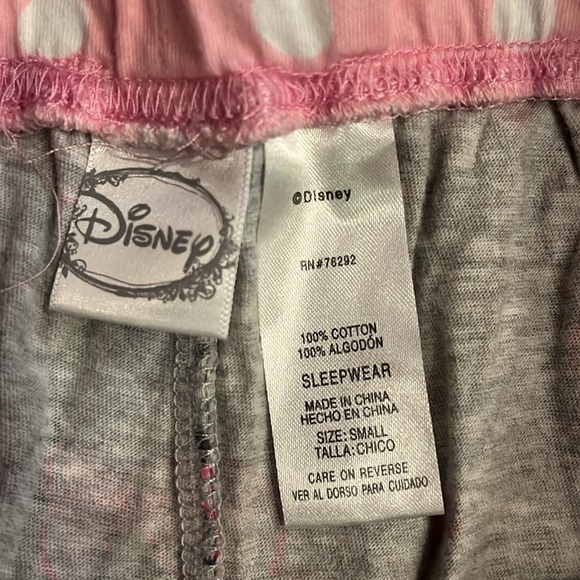 Disney
©Disney
RN#76292
100% COTTON
100% ALGODÓN
SLEEPWEAR
MADE IN CHINA
HECHO EN CHINA
SIZE: SMALL
TALLA: CHICO
CARE ON REVERSE
VER AL DORSO PARA CUIDADO